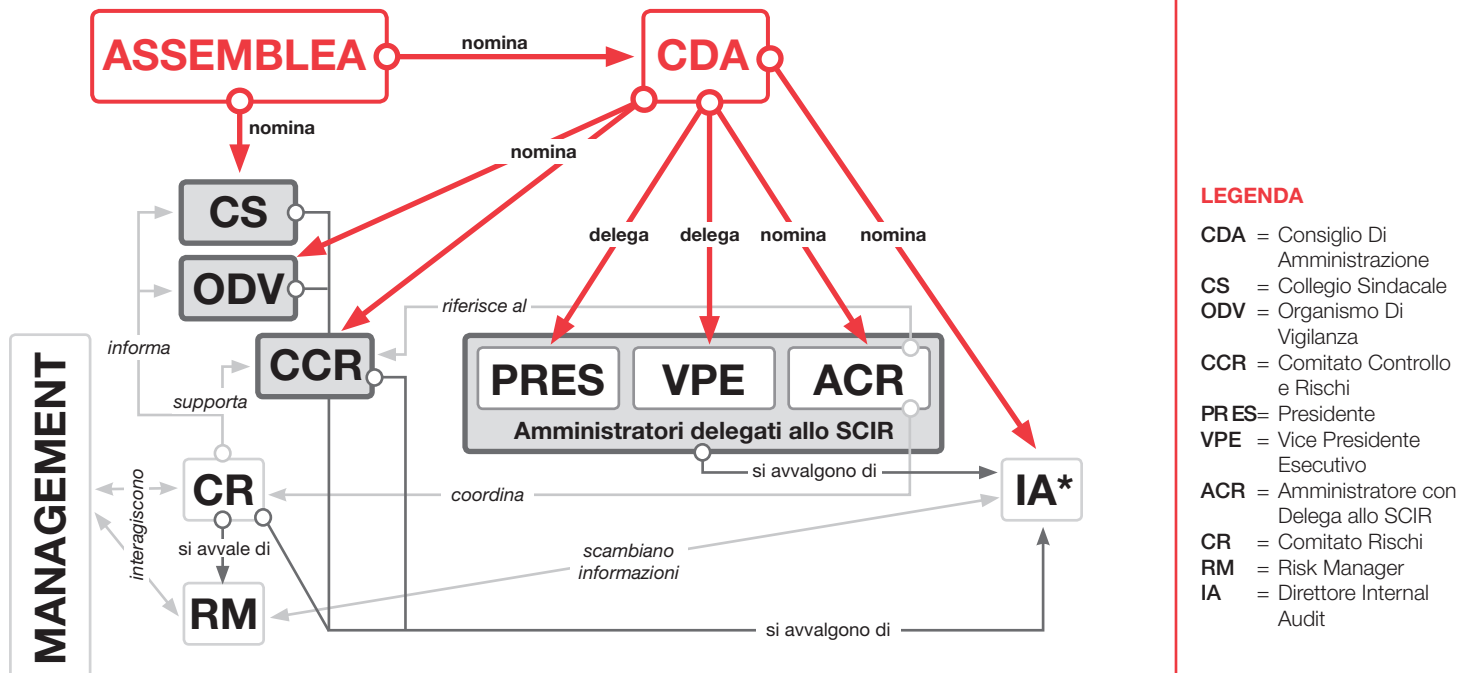 ASSEMBLEA
nomina
CDA
nomina
nomina
CS
ODV
delega
delega
nomina
nomina
riferisce al
informa
CCR
PRES
VPE
ACR
Amministratori delegati allo SCIR
supporta
MANAGEMENT
interagiscono
CR
coordina
si avvalgono di
IA*
si avvale di
scambiano
informazioni
RM
si avvalgono di
LEGENDA
CDA = Consiglio Di
Amministrazione
CS = Collegio Sindacale
ODV = Organismo Di
Vigilanza
CCR = Comitato Controllo
e Rischi
PRES= Presidente
VPE = Vice Presidente
Esecutivo
ACR = Amministratore con
Delega allo SCIR
CR = Comitato Rischi
RM = Risk Manager
IA = Direttore Internal
Audit